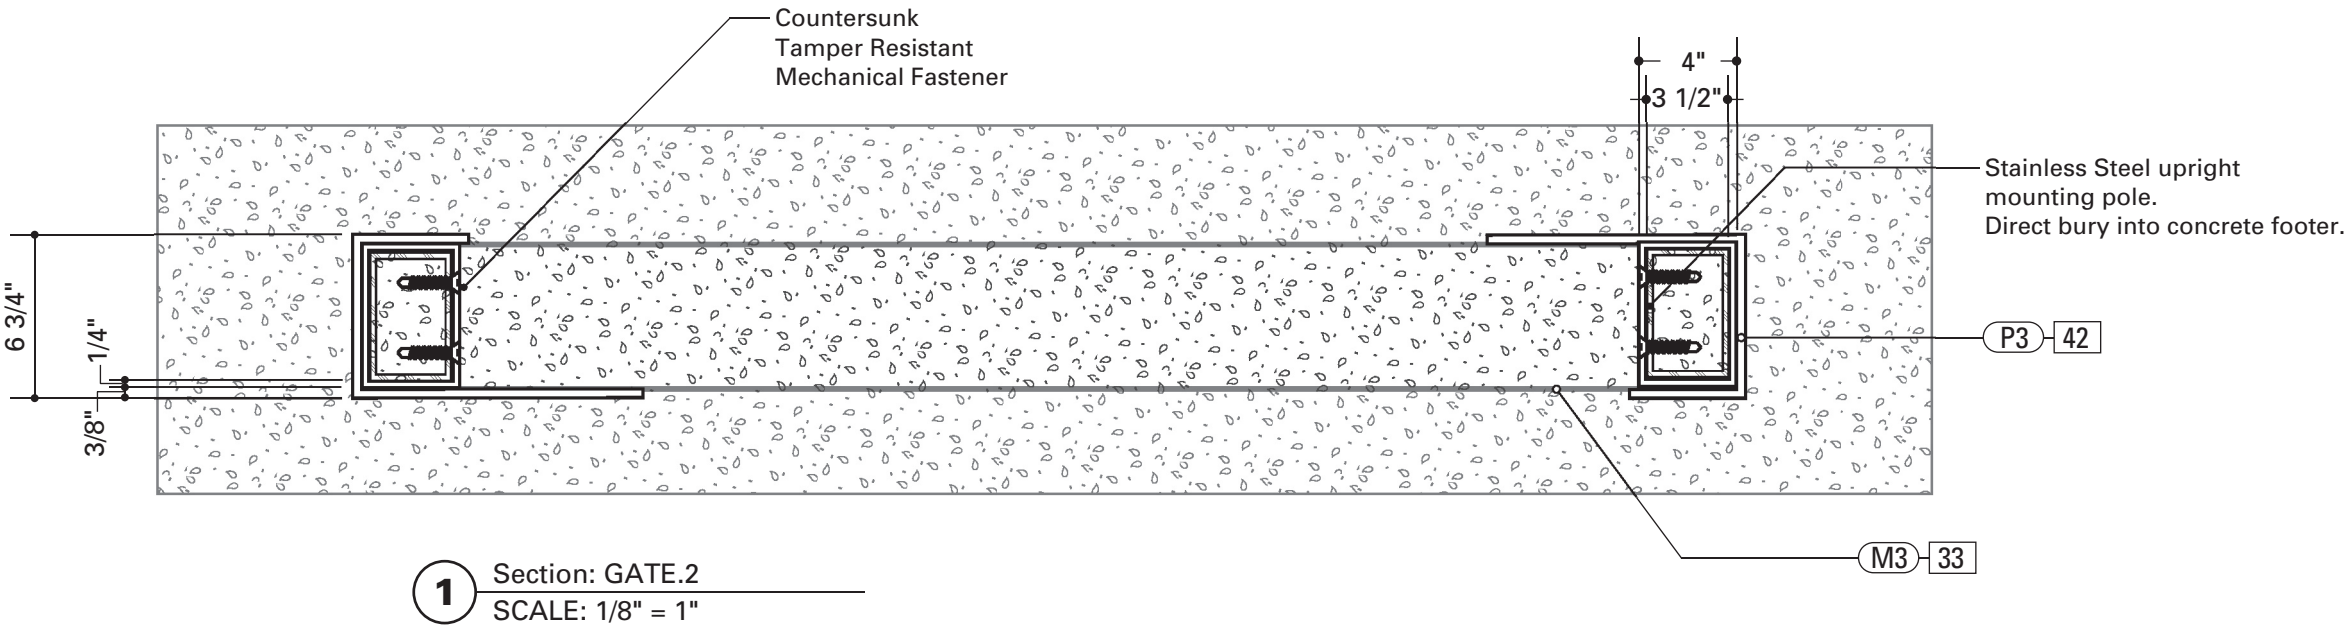 Countersunk
Tamper Resistant
Mechanical Fastener
4"
3 1/2"
Stainless Steel upright
mounting pole.
Direct bury into concrete footer.
6 3/4"
1/4"
3/8"
P3 42
M3 33
1 Section: GATE.2
SCALE: 1/8" = 1"